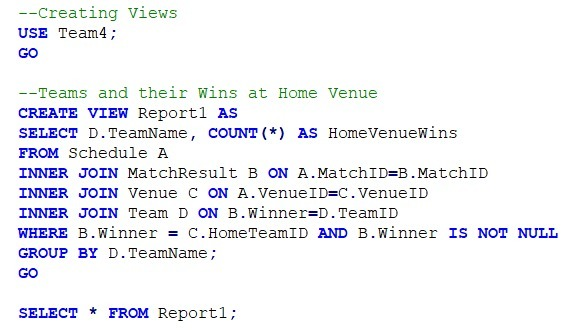 --Creating Views
USE Team4;
GO
--Teams and their Wins at Home Venue
CREATE VIEW Report1 AS
SELECT D.TeamName, COUNT(*) AS HomeVenueWins
FROM Schedule A
INNER JOIN MatchResult B ON A.MatchID=B.MatchID
INNER JOIN Venue C ON A.VenueID=C.VenueID
INNER JOIN Team D ON B.Winner=D.TeamID
WHERE B.Winner = C.HomeTeamID AND B.Winner IS NOT NULL
GROUP BY D.TeamName;
GO
SELECT * FROM Report1;